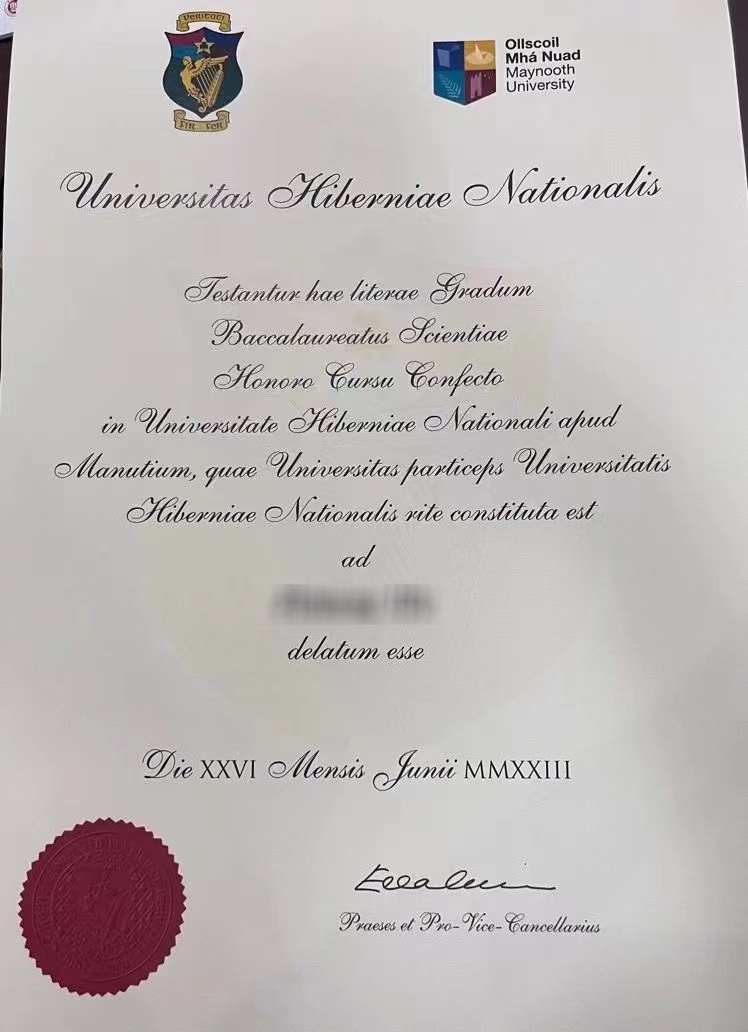 VERITATI
FIR FER
Ollscoil
Mhá Nuad
Maynooth
University
Universitas Hiberniae Nationalis
Testantur hae literae Gradum
Baccalaureatus Scientiae
Honoro Cursu Confecto
in Universitate Hiberniae Nationali apud
Manutium, quae Universitas particeps Universitatis
Hiberniae Nationalis rite constituta est
ad
delatum esse
Die XXVI Mensis Junii MMXXIII
Praeses et Pro-Vice-Cancellarius